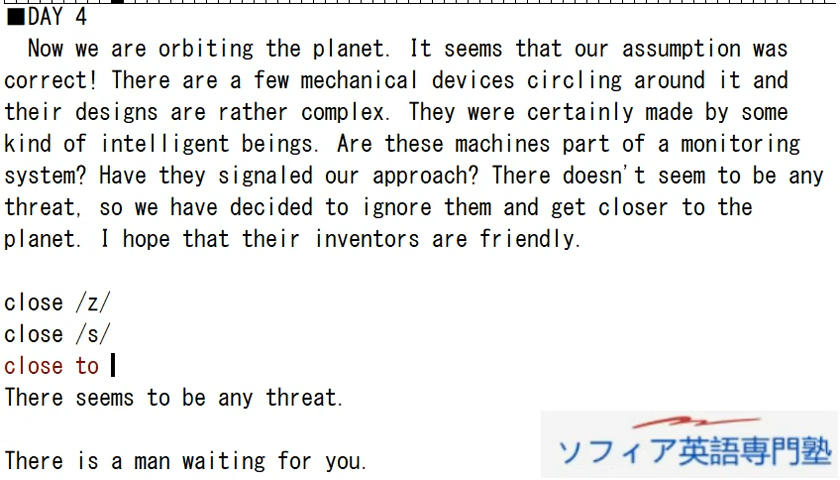 ■DAY 4
Now we are orbiting the planet. It seems that our assumption was
correct! There are a few mechanical devices circling around it and
their designs are rather complex. They were certainly made by some
kind of intelligent beings. Are these machines part of a monitoring
system? Have they signaled our approach? There doesn't seem to be any
threat, so we have decided to ignore them and get closer to the
planet. I hope that their inventors are friendly.
close /z/
close /s/
close to
There seems to be any threat.
There is a man waiting for you.
ソフィア英語専門塾